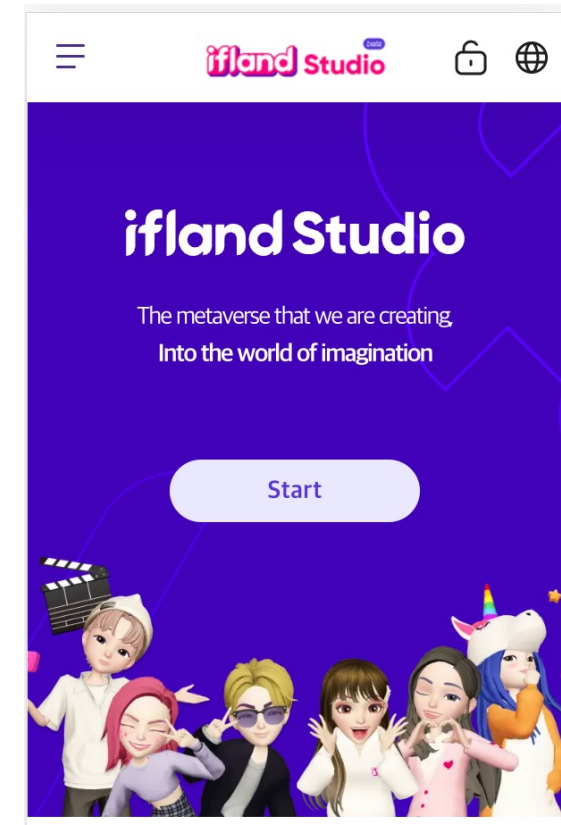 ifland Studio
beta
ifland Studio
The metaverse that we are creating,
Into the world of imagination
Start